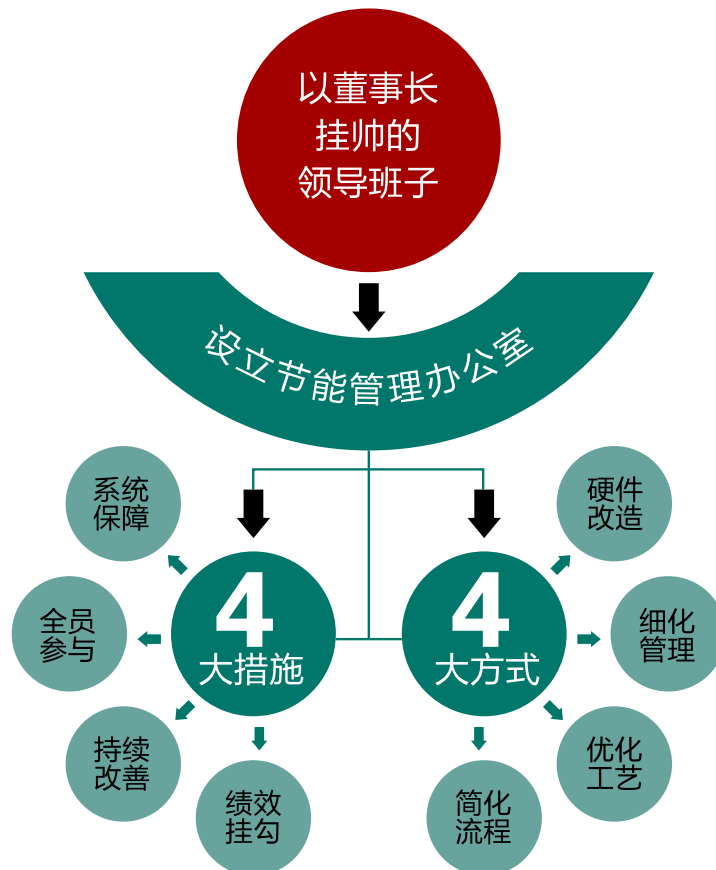 以董事长
挂帅的
领导班子
设立节能管理办公室
系统
保障
硬件
改造
4
大措施
4
大方式
全员
参与
细化
管理
持续
改善
优化
工艺
绩效
挂勾
简化
流程